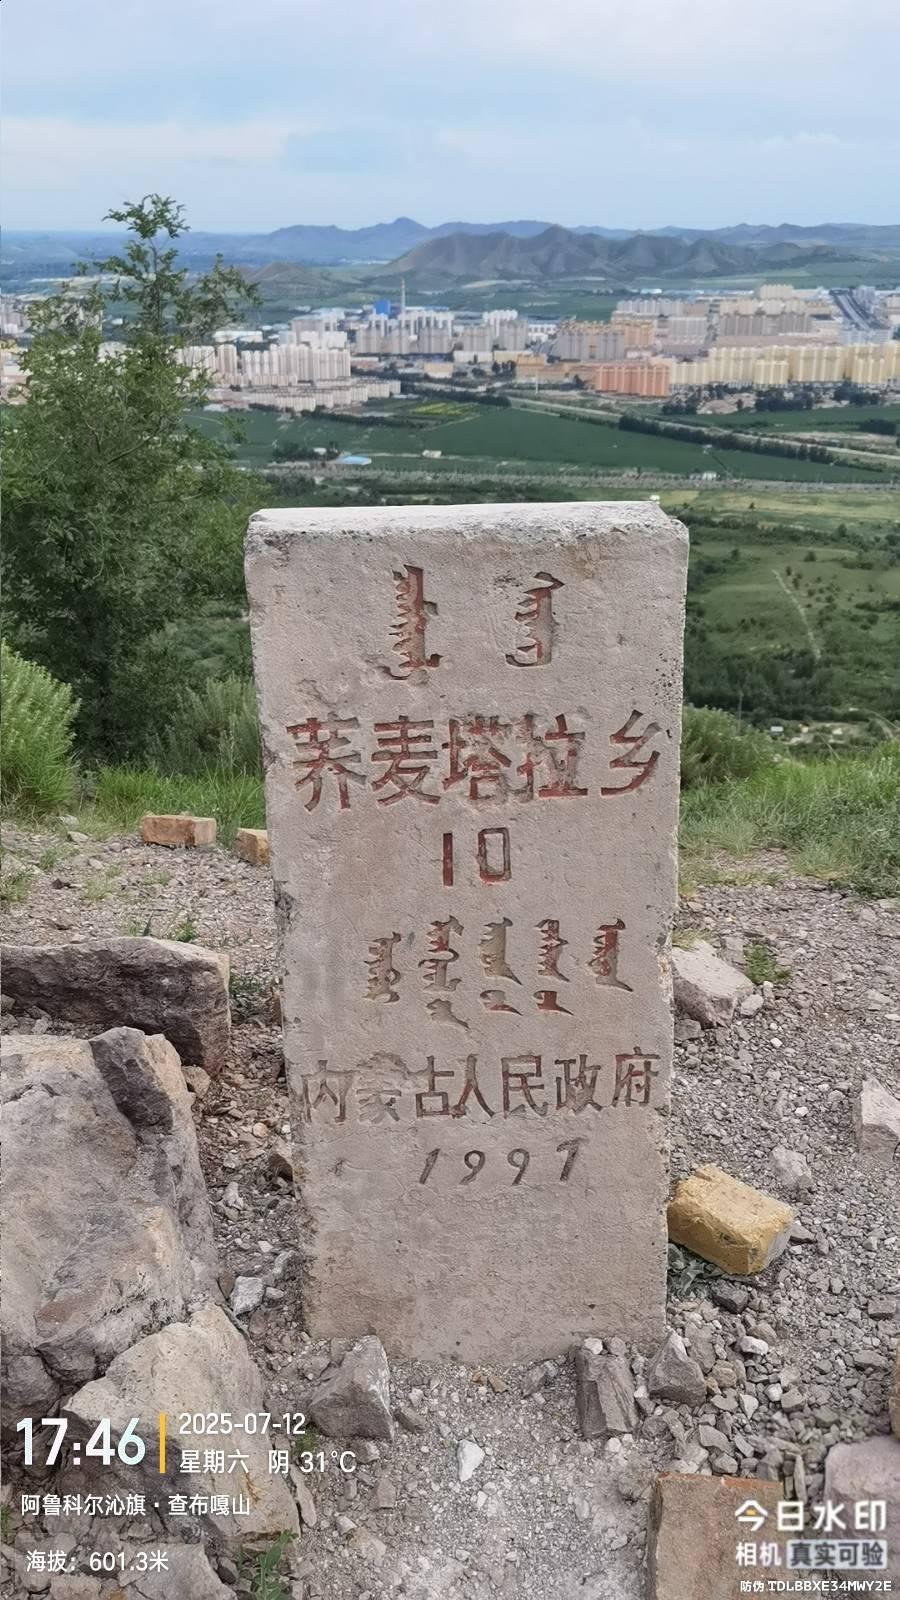 荞麦塔拉乡
10
内蒙古人民政府
1997
17:46
2025-07-12
星期六 阴 31℃
阿鲁科尔沁旗·查布嘎山
海拔：601.3米
今日水印
相机 真实可验
防伪 TDLBBXE34MWY2E